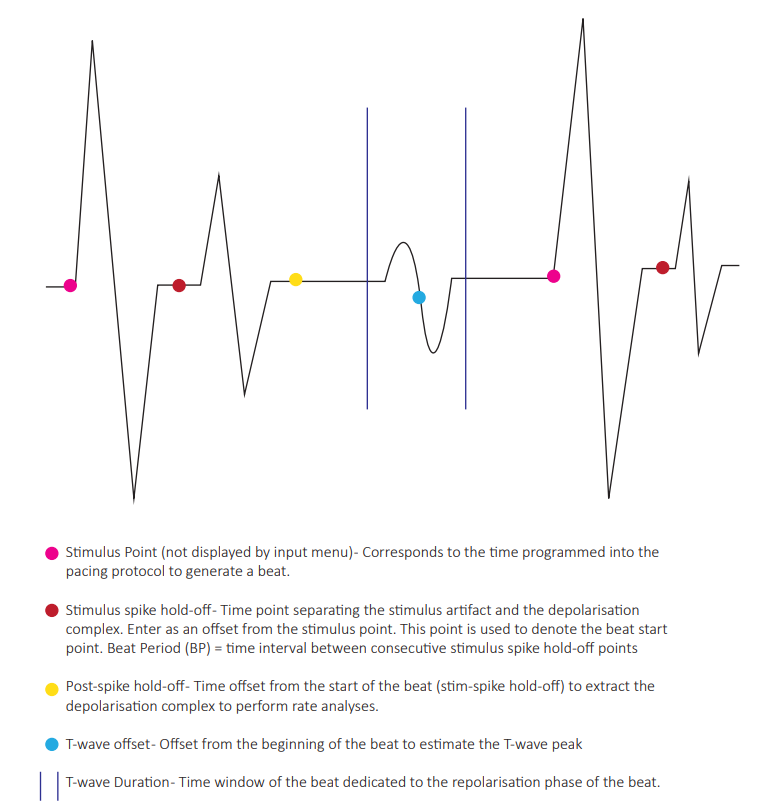 Stimulus Point (not displayed by input menu)- Corresponds to the time programmed into the
pacing protocol to generate a beat.
Stimulus spike hold-off- Time point separating the stimulus artifact and the depolarisation
complex. Enter as an offset from the stimulus point. This point is used to denote the beat start
point. Beat Period (BP) = time interval between consecutive stimulus spike hold-off points
Post-spike hold-off- Time offset from the start of the beat (stim-spike hold-off) to extract the
depolarisation complex to perform rate analyses.
T-wave offset- Offset from the beginning of the beat to estimate the T-wave peak
T-wave Duration- Time window of the beat dedicated to the repolarisation phase of the beat.